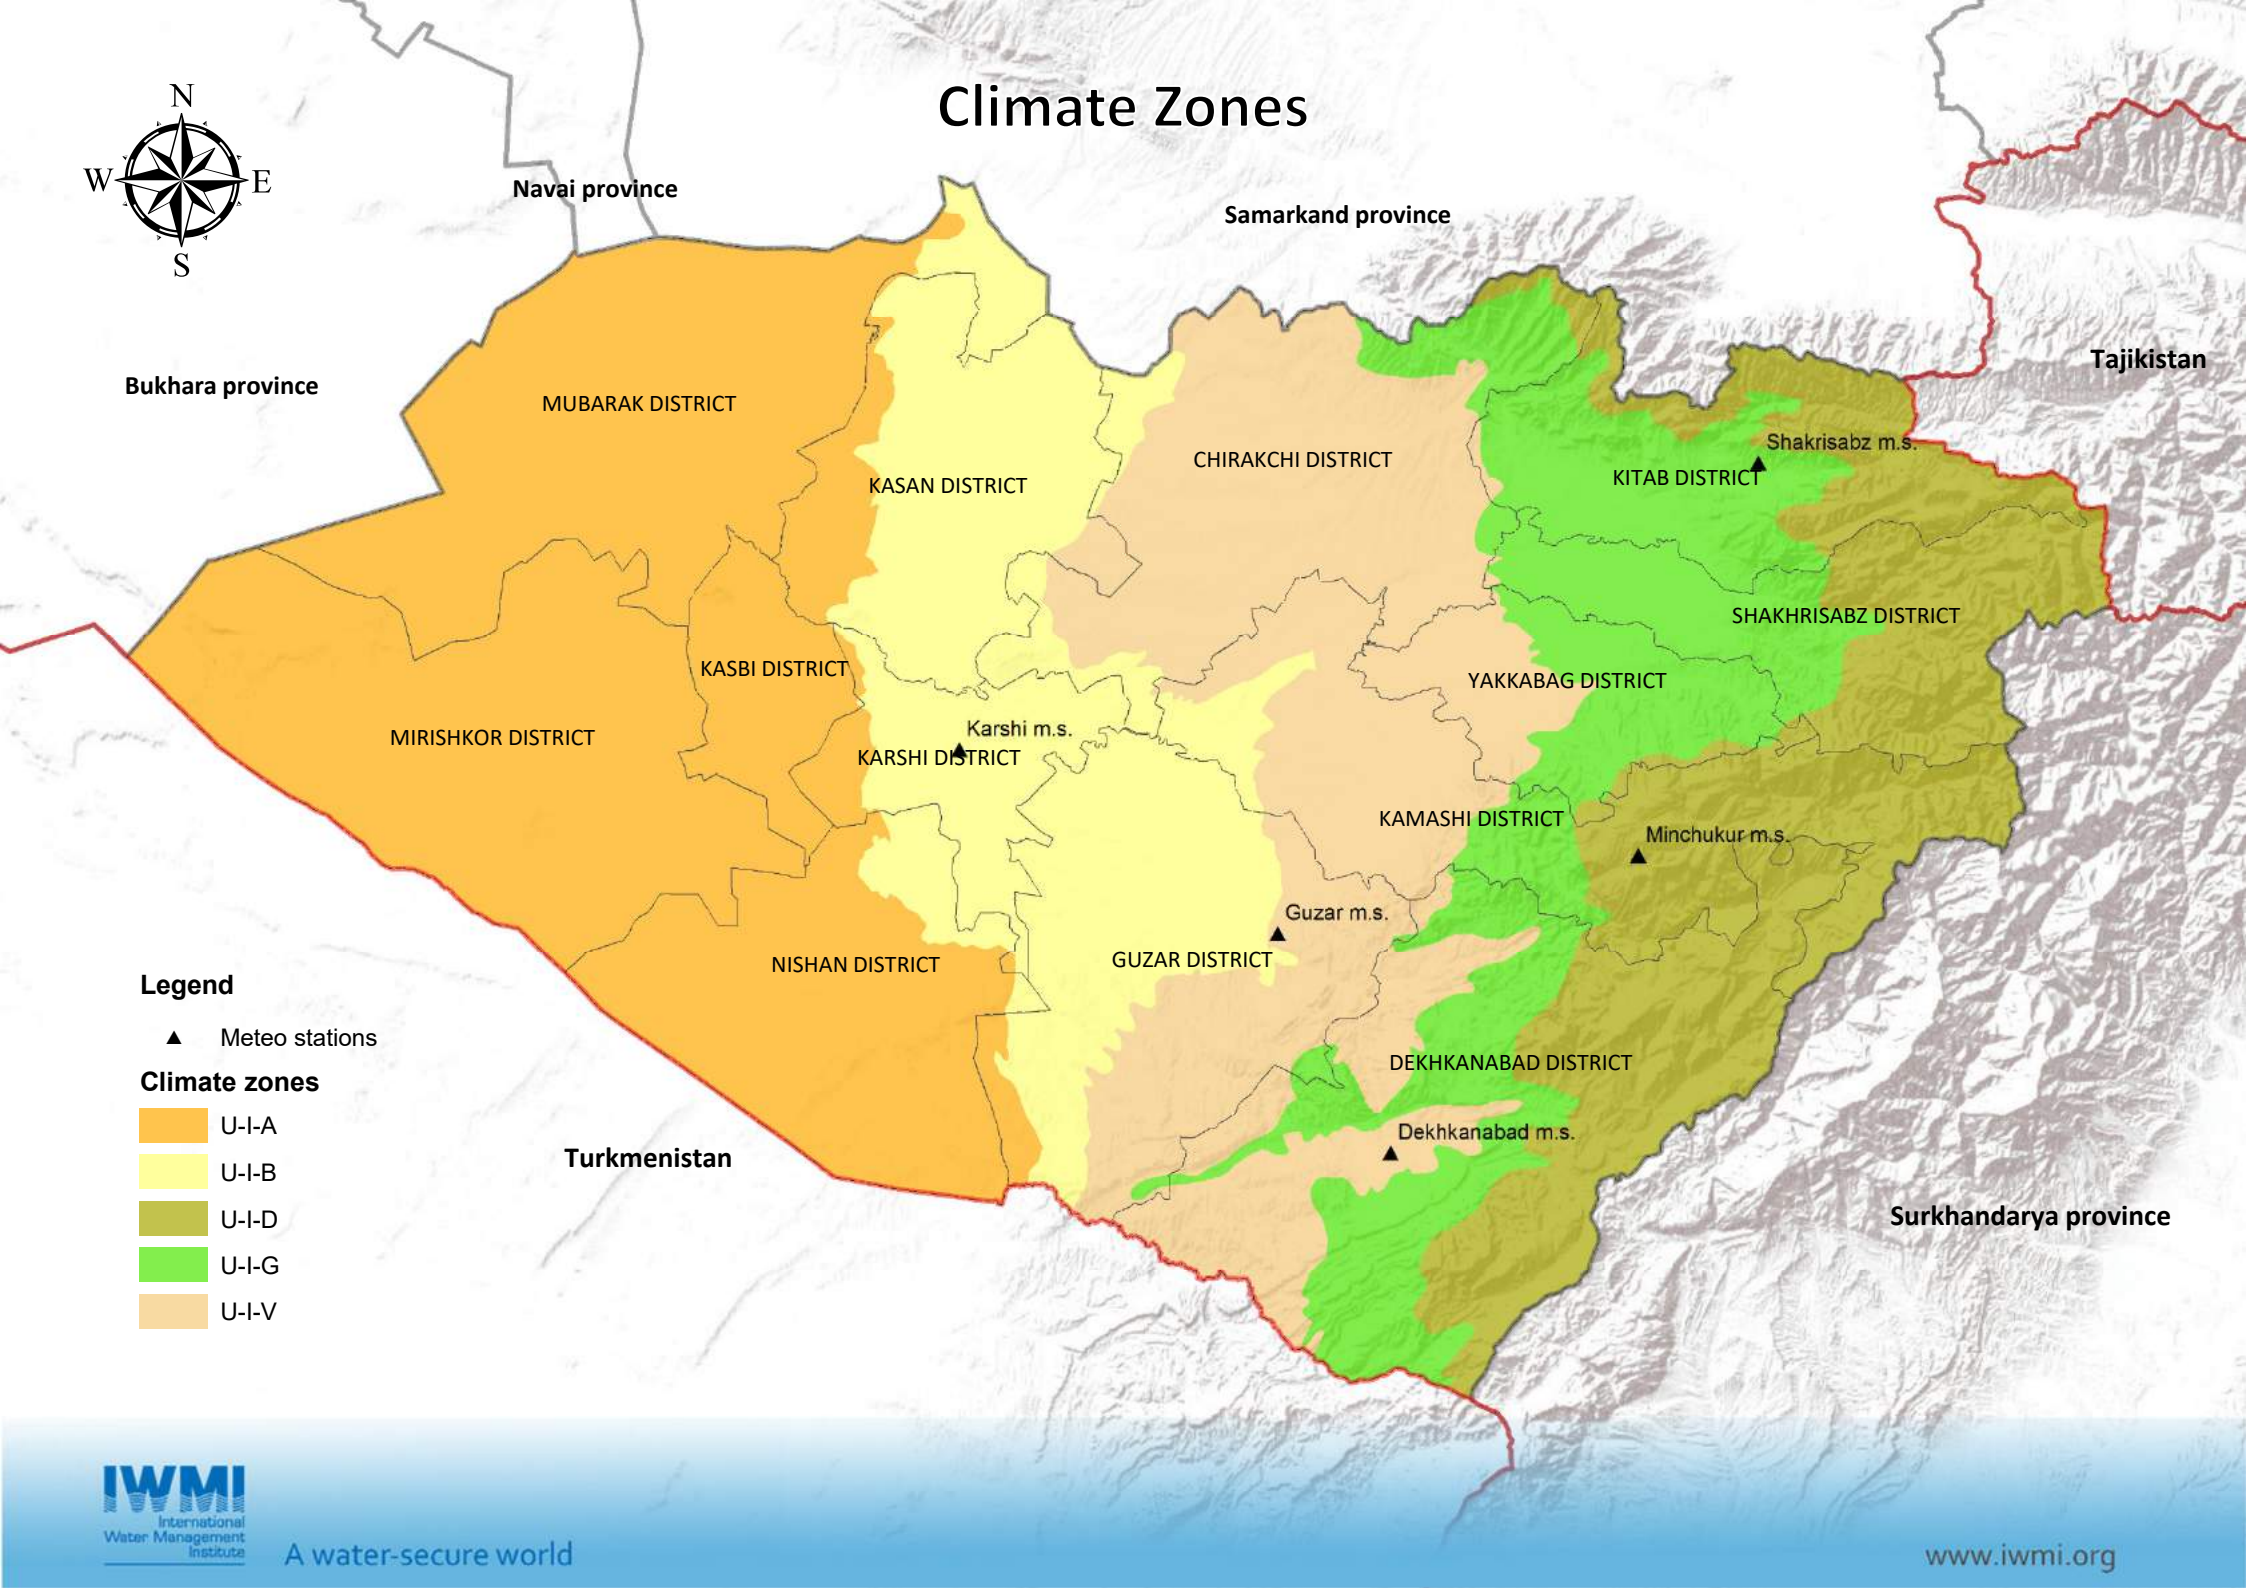 Climate Zones
N
W
E
S
Navai province
Samarkand province
Bukhara province
Tajikistan
MUBARAK DISTRICT
CHIRAKCHI DISTRICT
Shakrisabz m.s.
KITAB DISTRICT
KASAN DISTRICT
SHAKHRISABZ DISTRICT
KASBI DISTRICT
YAKKABAG DISTRICT
MIRISHKOR DISTRICT
Karshi m.s.
KARSHI DISTRICT
KAMASHI DISTRICT
Minchukur m.s.
Guzar m.s.
GUZAR DISTRICT
NISHAN DISTRICT
DEKHKANABAD DISTRICT
Dekhkanabad m.s.
Turkmenistan
Surkhandarya province
Legend
Meteo stations
Climate zones
U-I-A
U-I-B
U-I-D
U-I-G
U-I-V
IWMI
International
Water Management
Institute
A water-secure world
www.iwmi.org